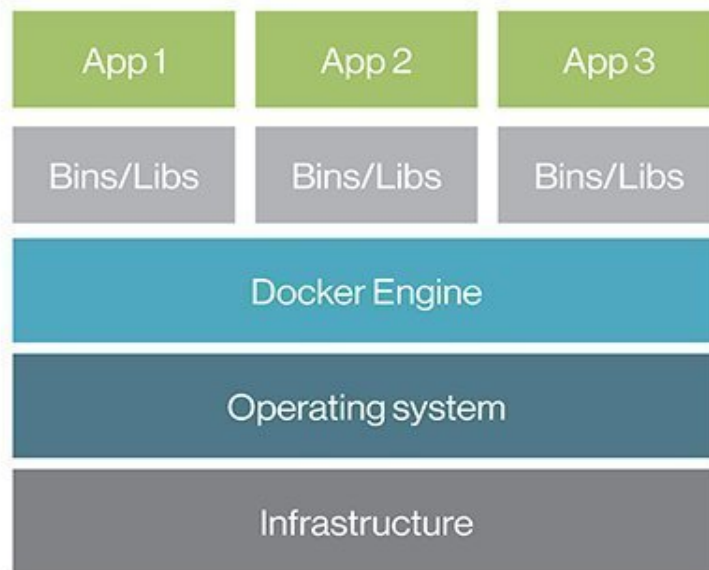 App 1 App 2 App 3
Bins/Libs Bins/Libs Bins/Libs
Docker Engine
Operating system
Infrastructure